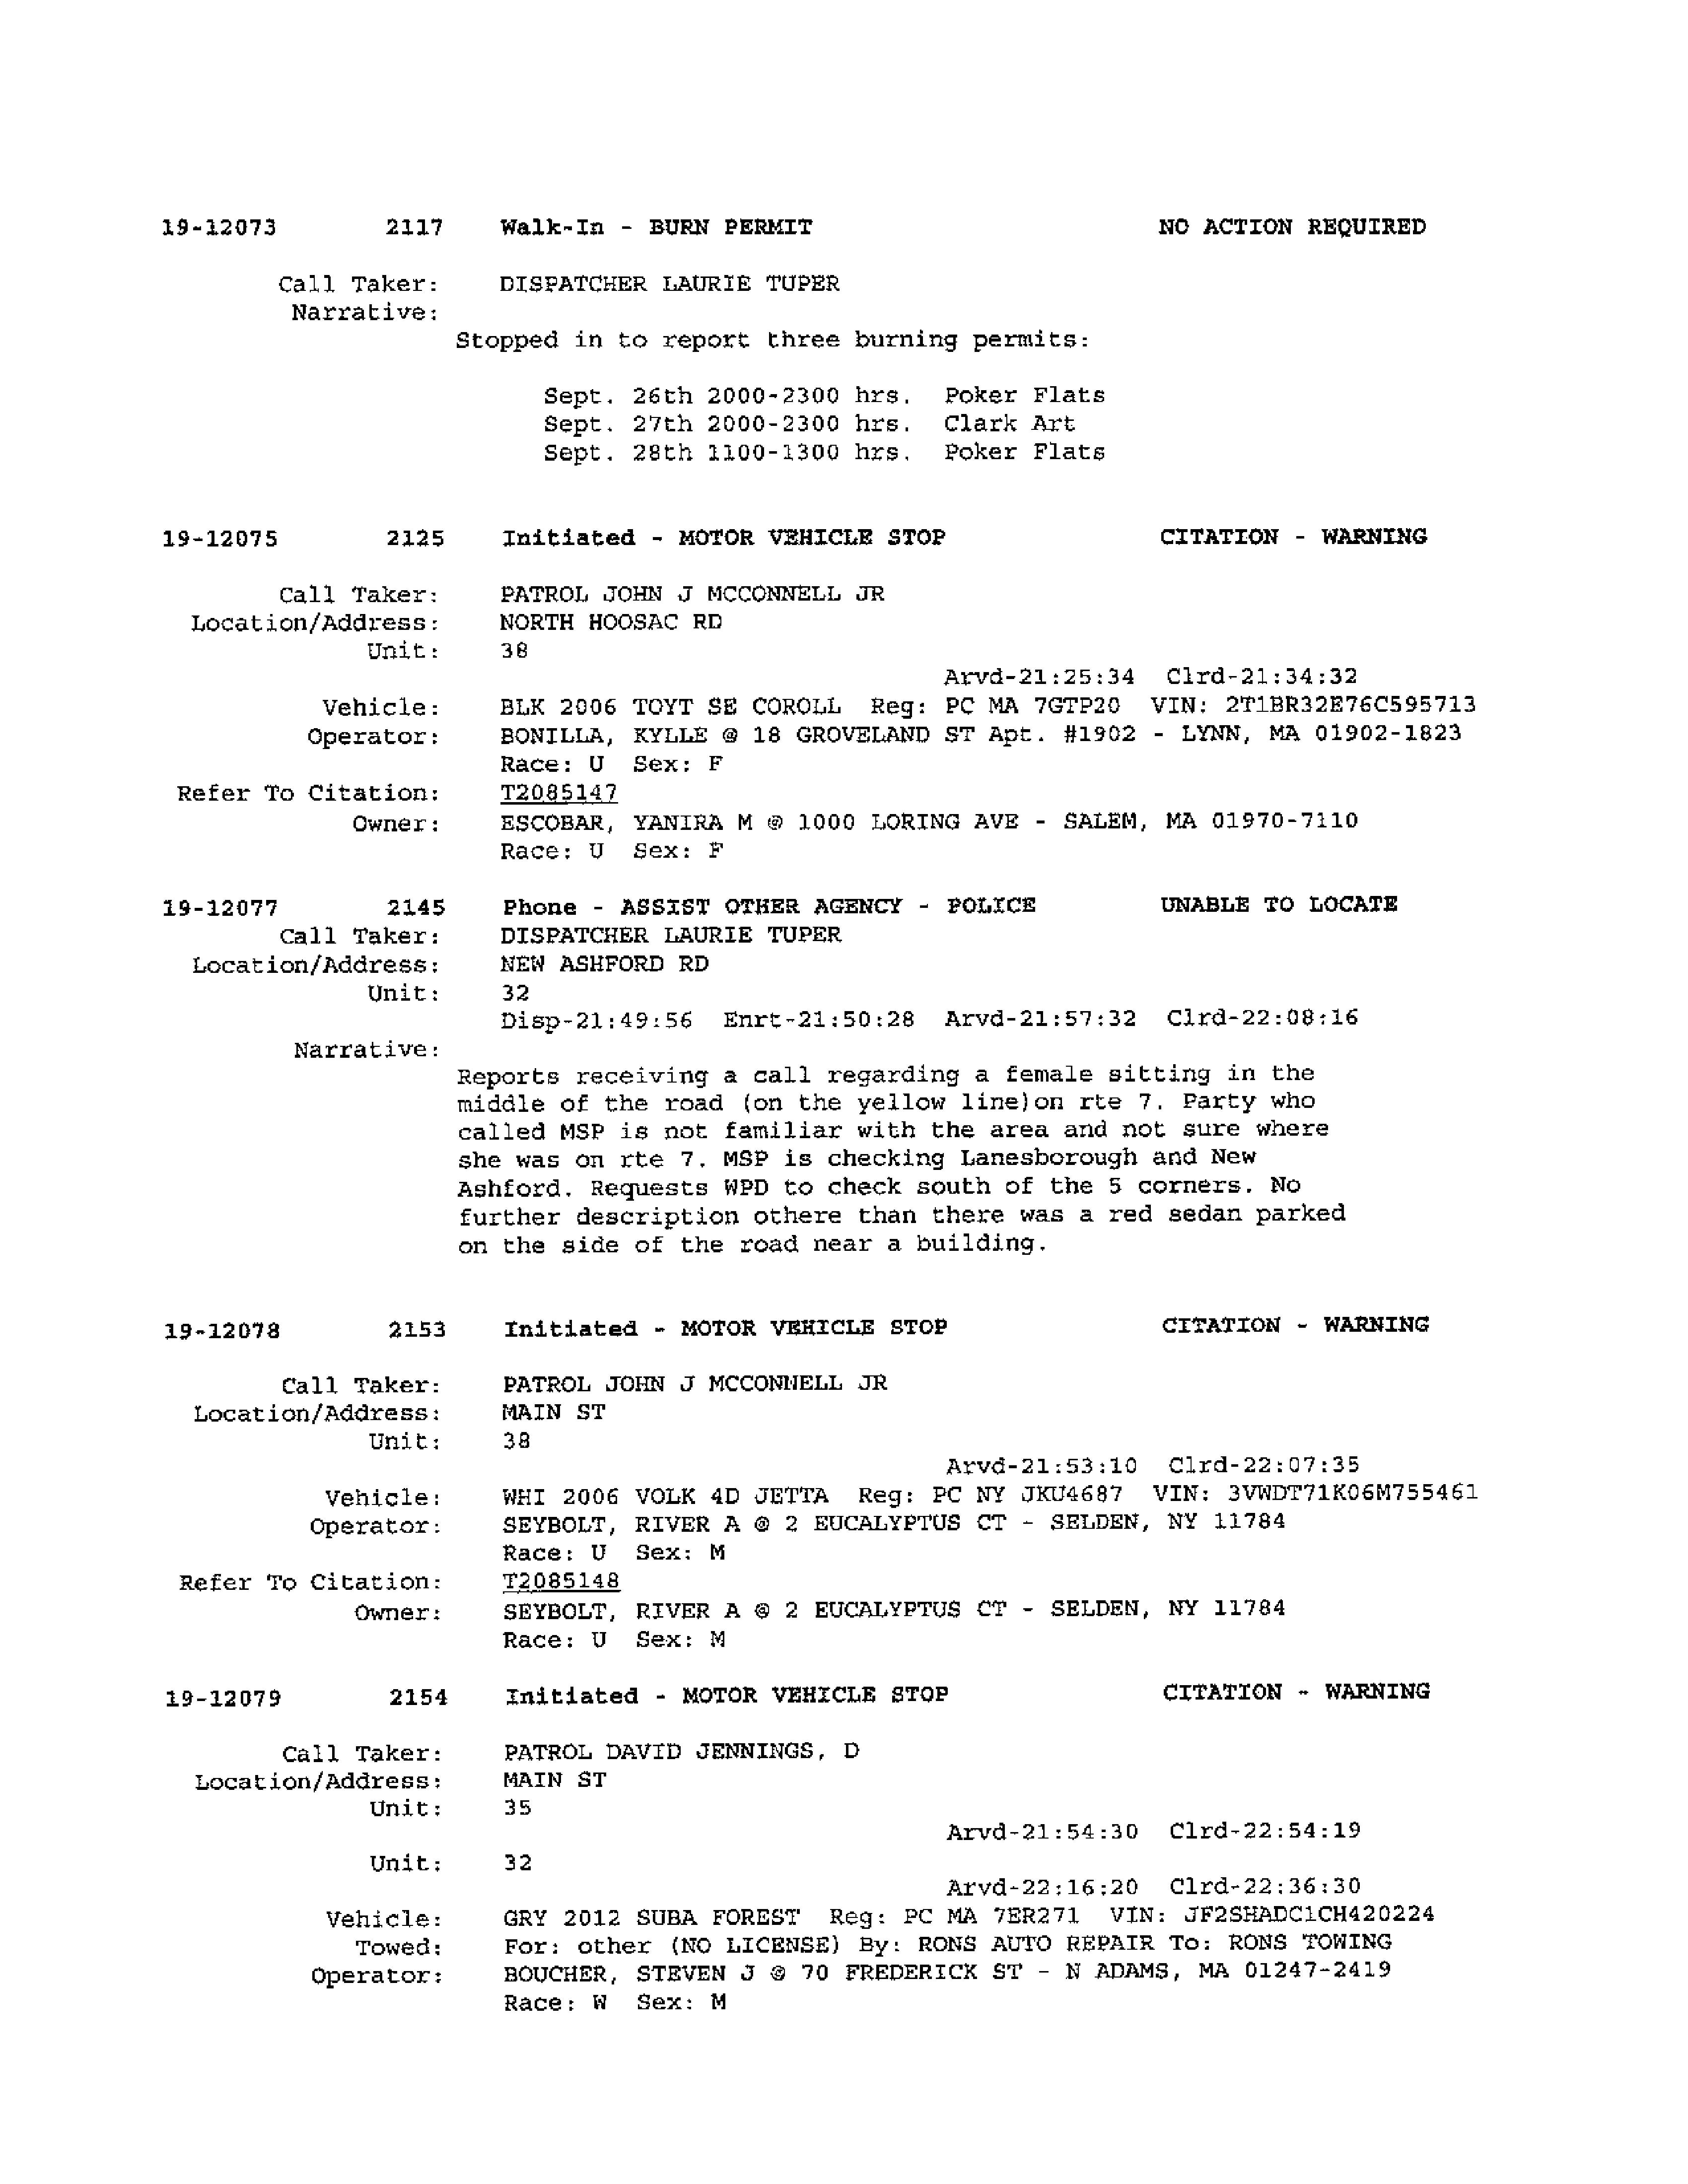 19-12073 2117 Walk-In - BURN PERMIT NO ACTION REQUIRED
Call Taker: DISPATCHER LAURIE TUPER
Narrative:
Stopped in to report three burning permits:
Sept. 26th 2000-2300 hrs. Poker Flats
Sept. 27th 2000-2300 hrs. Clark Art
Sept. 28th 1100-1300 hrs. Poker Flats
19-12075 2125 Initiated - MOTOR VEHICLE STOP CITATION - WARNING
Call Taker: PATROL JOHN J MCCONNELL JR
Location/Address: NORTH HOOSAC RD
Unit: 38
Arvd-21:25:34 Clrd-21:34:32
Vehicle: BLK 2006 TOYT SE COROLL Reg: PC MA 7GTP20 VIN: 2T1BR32E76C595713
Operator: BONILLA, KYLLE @ 18 GROVELAND ST Apt. #1902 - LYNN, MA 01902-1823
Race: U Sex: F
Refer To Citation: T2085147
Owner: ESCOBAR, YANIRA M @ 1000 LORING AVE - SALEM, MA 01970-7110
Race: U Sex: F
19-12077 2145 Phone - ASSIST OTHER AGENCY - POLICE UNABLE TO LOCATE
Call Taker: DISPATCHER LAURIE TUPER
Location/Address: NEW ASHFORD RD
Unit: 32
Disp-21:49:56 Enrt-21:50:28 Arvd-21:57:32 Clrd-22:08:16
Narrative:
Reports receiving a call regarding a female sitting in the
middle of the road (on the yellow line)on rte 7. Party who
called MSP is not familiar with the area and not sure where
she was on rte 7. MSP is checking Lanesborough and New
Ashford. Requests WPD to check south of the 5 corners. No
further description othere than there was a red sedan parked
on the side of the road near a building.
19-12078 2153 Initiated - MOTOR VEHICLE STOP CITATION - WARNING
Call Taker: PATROL JOHN J MCCONNELL JR
Location/Address: MAIN ST
Unit: 38
Arvd-21:53:10 Clrd-22:07:35
Vehicle: WHI 2006 VOLK 4D JETTA Reg: PC NY JKU4687 VIN: 3VWDT71K06M755461
Operator: SEYBOLT, RIVER A @ 2 EUCALYPTUS CT - SELDEN, NY 11784
Race: U Sex: M
Refer To Citation: T2085148
Owner: SEYBOLT, RIVER A @ 2 EUCALYPTUS CT - SELDEN, NY 11784
Race: U Sex: M
19-12079 2154 Initiated - MOTOR VEHICLE STOP CITATION - WARNING
Call Taker: PATROL DAVID JENNINGS, D
Location/Address: MAIN ST
Unit: 35
Arvd-21:54:30 Clrd-22:54:19
Unit: 32
Arvd-22:16:20 Clrd-22:36:30
Vehicle: GRY 2012 SUBA FOREST Reg: PC MA 7ER271 VIN: JF2SHADC1CH420224
Towed: For: other (NO LICENSE) By: RONS AUTO REPAIR To: RONS TOWING
Operator: BOUCHER, STEVEN J @ 70 FREDERICK ST - N ADAMS, MA 01247-2419
Race: W Sex: M